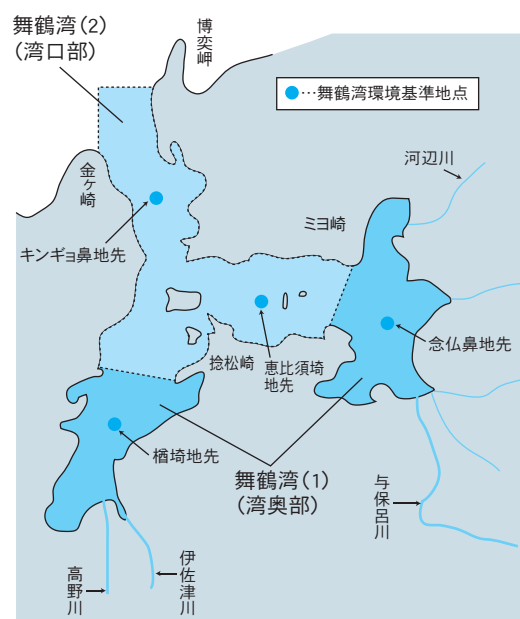 舞鶴湾(2)
(湾口部)
博奕岬
●…舞鶴湾環境基準地点
河辺川
金ヶ崎
ミヨ崎
キンギョ鼻地先
念仏鼻地先
捻松崎
恵比須埼
地先
楢埼地先
舞鶴湾(1)
(湾奥部)
与保呂川
伊佐津川
高野川